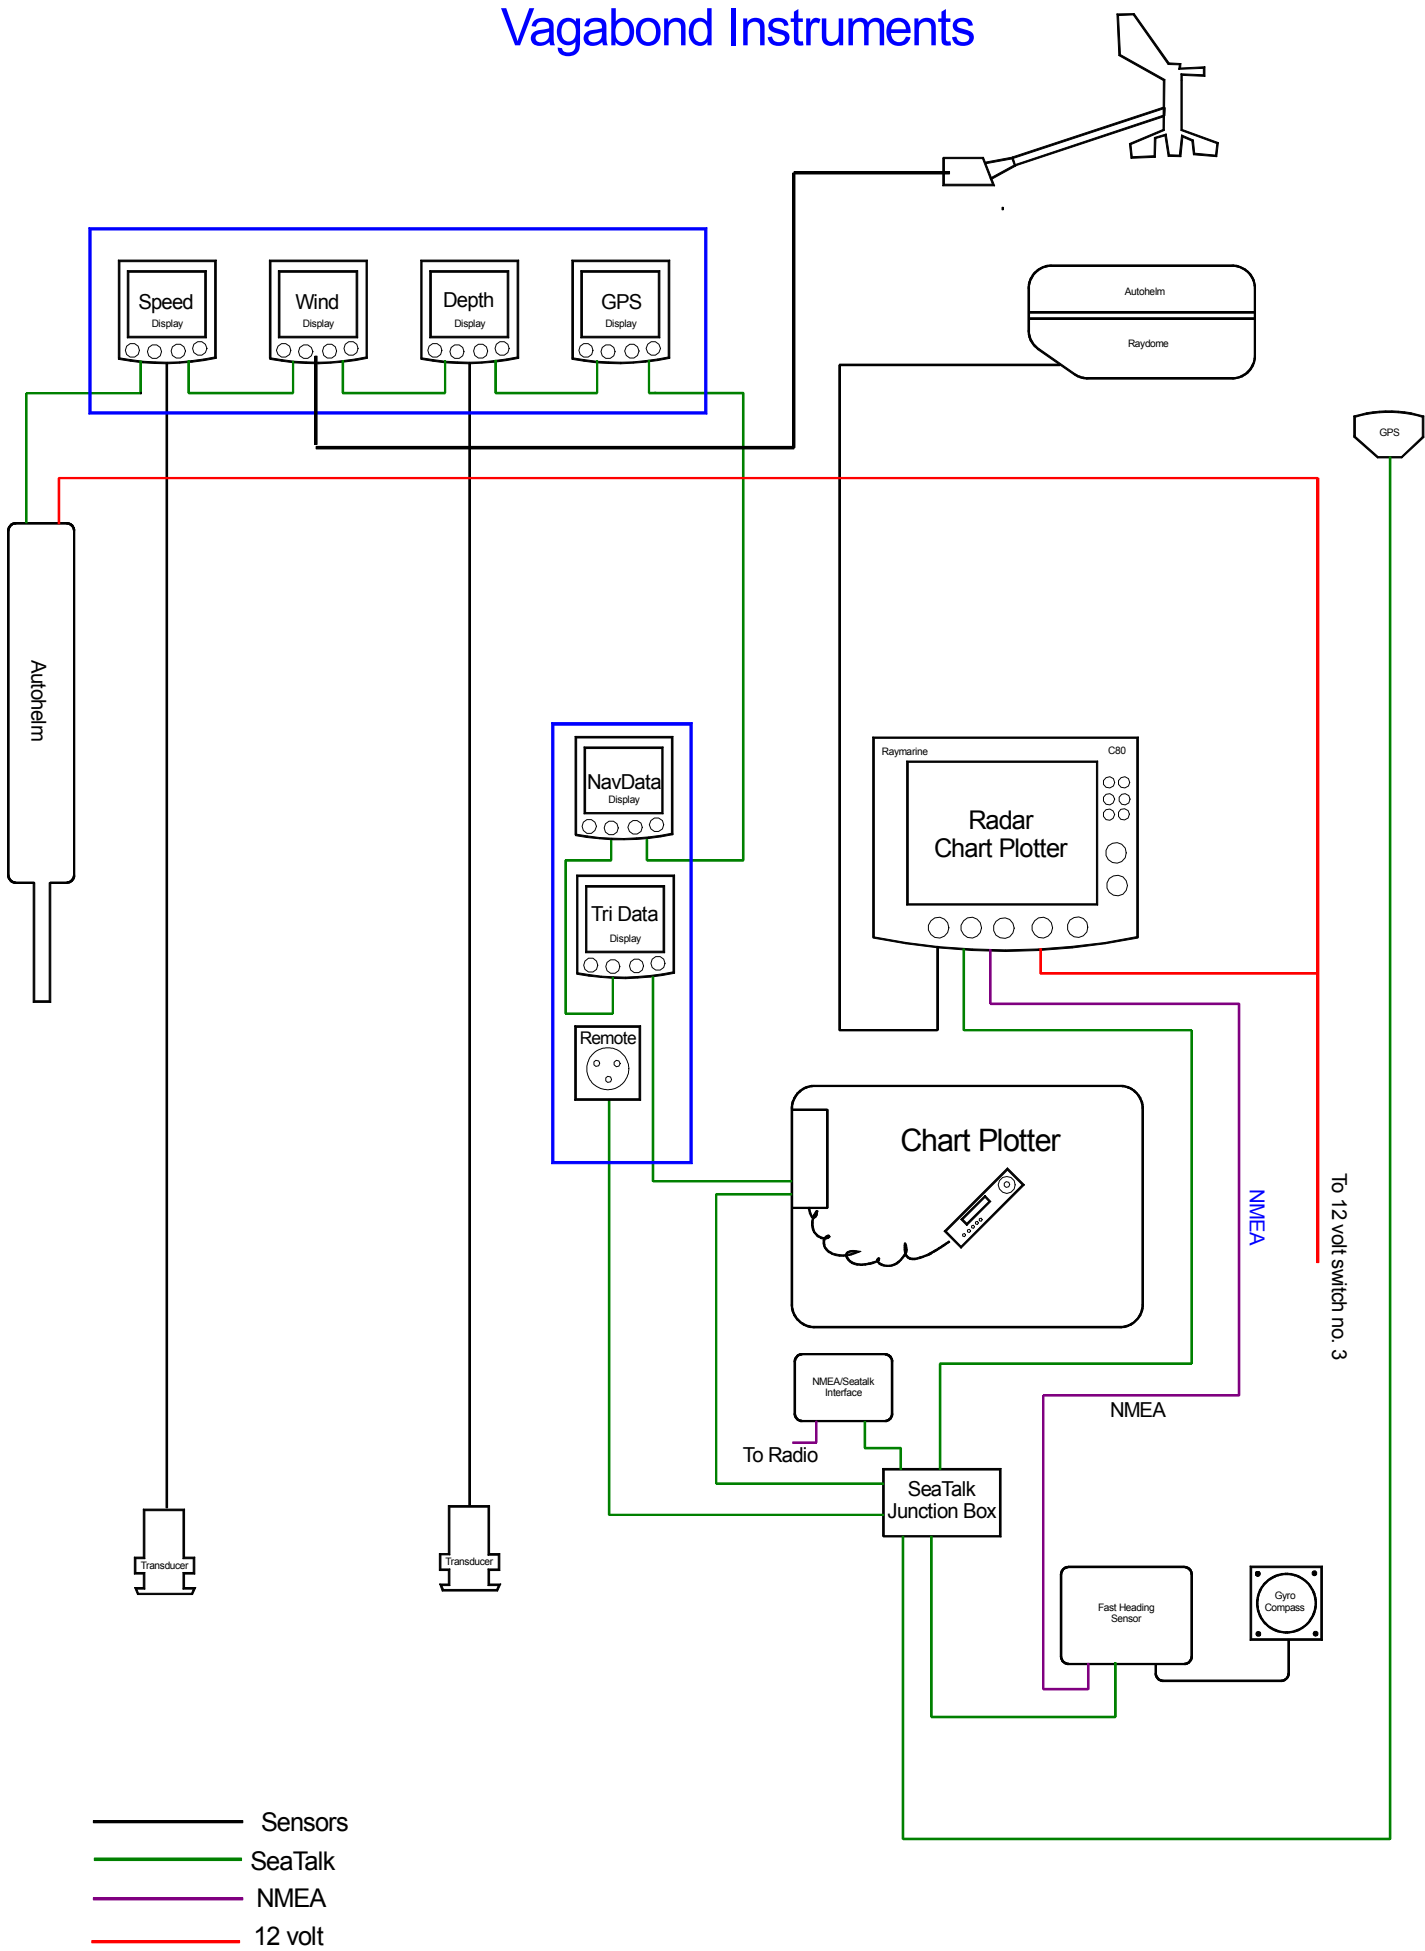 Vagabond Instruments
Speed
Display
Wind
Display
Depth
Display
GPS
Display
Autohelm
Raydome
GPS
Autohelm
NavData
Display
Tri Data
Display
Remote
Raymarine
C80
Radar
Chart Plotter
Chart Plotter
NMEA
To 12 volt switch no. 3
NMEA/Seatalk
Interface
To Radio
NMEA
SeaTalk
Junction Box
Transducer
Transducer
Fast Heading
Sensor
Gyro
Compass
Sensors
SeaTalk
NMEA
12 volt